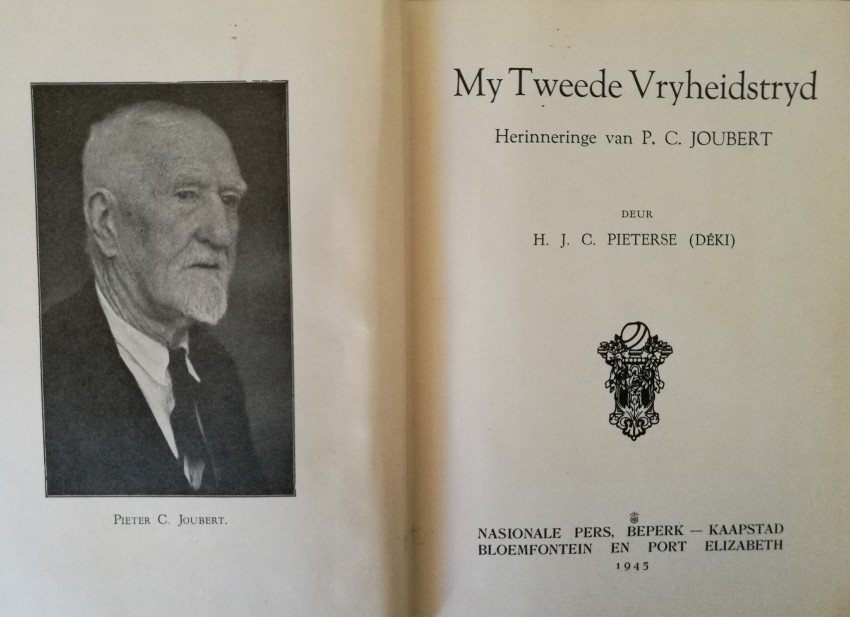 PIETER C. JOUBERT.
My Tweede Vryheidstryd
Herinneringe van P. C. JOUBERT
DEUR
H. J. C. PIETERSE (DÉKI)
NASIONALE PERS, BEPERK — KAAPSTAD
BLOEMFONTEIN EN PORT ELIZABETH
1945